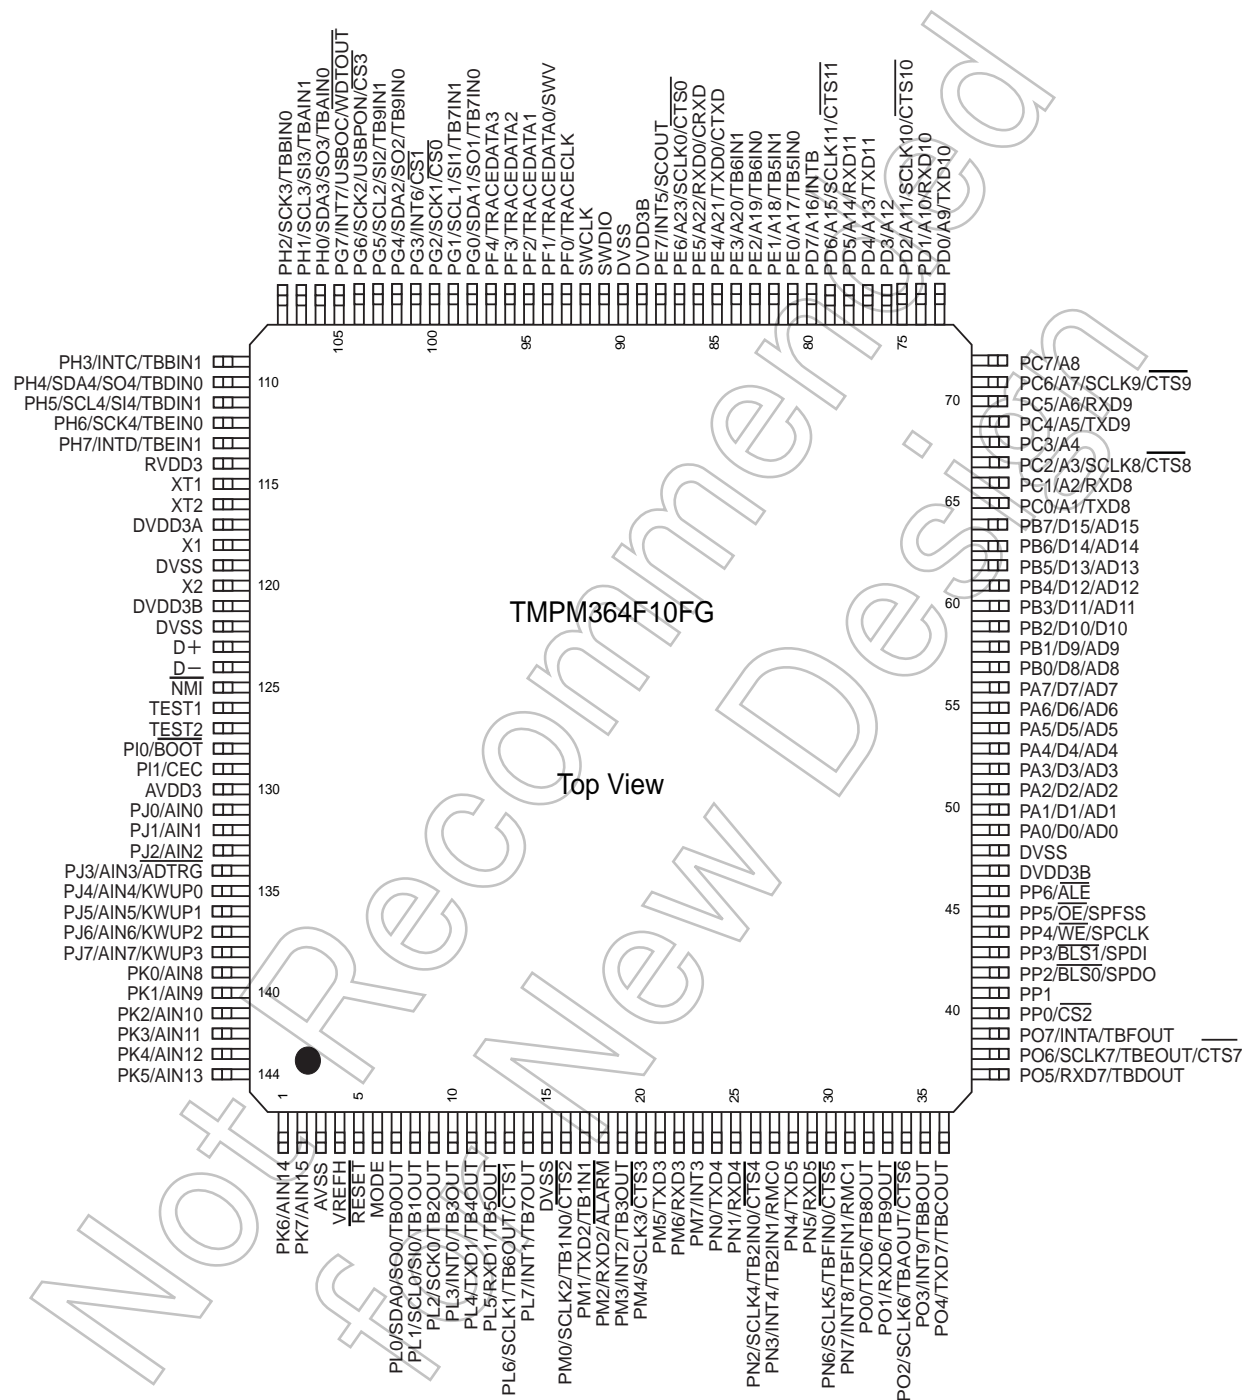 PH2/SCK3/TBBIN0
PH1/SCL3/SI3/TBAIN1
PH0/SDA3/SO3/TBAIN0
PG7/INT7/USBOC/WDTOUT
PG6/SCK2/USBPON/CS3
PG5/SCL2/SI2/TB9IN1
PG4/SDA2/SO2/TB9IN0
PG3/INT6/CS1
PG2/SCK1/CS0
PG1/SCL1/SI1/TB7IN1
PG0/SDA1/SO1/TB7IN0
PF4/TRACEDATA3
PF3/TRACEDATA2
PF2/TRACEDATA1
PF1/TRACEDATA0/SWV
PF0/TRACECLK
SWCLK
SWDIO
DVSS
DVDD3B
PE7/INT5/SCOUT
PE6/A23/SCLK0/CTS0
PE5/A22/RXD0/CRXD
PE4/A21/TXD0/CTXD
PE3/A20/TB6IN1
PE2/A19/TB6IN0
PE1/A18/TB5IN1
PE0/A17/TB5IN0
PD7/A16/INTB
PD6/A15/SCLK11/CTS11
PD5/A14/RXD11
PD4/A13/TXD11
PD3/A12
PD2/A11/SCLK10/CTS10
PD1/A10/RXD10
PD0/A9/TXD10
105
100
95
90
85
80
75
PH3/INTC/TBBIN1
PH4/SDA4/SO4/TBDIN0
PH5/SCL4/SI4/TBDIN1
PH6/SCK4/TBEIN0
PH7/INTD/TBEIN1
RVDD3
XT1
XT2
DVDD3A
X1
DVSS
X2
DVDD3B
DVSS
D+
D−
NMI
TEST1
TEST2
PI0/BOOT
PI1/CEC
AVDD3
PJ0/AIN0
PJ1/AIN1
PJ2/AIN2
PJ3/AIN3/ADTRG
PJ4/AIN4/KWUP0
PJ5/AIN5/KWUP1
PJ6/AIN6/KWUP2
PJ7/AIN7/KWUP3
PK0/AIN8
PK1/AIN9
PK2/AIN10
PK3/AIN11
PK4/AIN12
PK5/AIN13
110
115
120
125
130
135
140
144
TMPM364F10FG
Top View
70
65
60
55
50
45
40
PC7/A8
PC6/A7/SCLK9/CTS9
PC5/A6/RXD9
PC4/A5/TXD9
PC3/A4
PC2/A3/SCLK8/CTS8
PC1/A2/RXD8
PC0/A1/TXD8
PB7/D15/AD15
PB6/D14/AD14
PB5/D13/AD13
PB4/D12/AD12
PB3/D11/AD11
PB2/D10/D10
PB1/D9/AD9
PB0/D8/AD8
PA7/D7/AD7
PA6/D6/AD6
PA5/D5/AD5
PA4/D4/AD4
PA3/D3/AD3
PA2/D2/AD2
PA1/D1/AD1
PA0/D0/AD0
DVSS
DVDD3B
PP6/ALE
PP5/OE/SPFSS
PP4/WE/SPCLK
PP3/BLS1/SPDI
PP2/BLS0/SPDO
PP1
PP0/CS2
PO7/INTA/TBFOUT
PO6/SCLK7/TBEOUT/CTS7
PO5/RXD7/TBDOUT
1
5
10
15
20
25
30
35
PK6/AIN14
PK7/AIN15
AVSS
VREFH
RESET
MODE
PL0/SDA0/SO0/TB0OUT
PL1/SCL0/SI0/TB1OUT
PL2/SCK0/TB2OUT
PL3/INT0/TB3OUT
PL4/TXD1/TB4OUT
PL5/RXD1/TB5OUT
PL6/SCLK1/TB6OUT/CTS1
PL7/INT1/TB7OUT
DVSS
PM0/SCLK2/TB1IN0/CTS2
PM1/TXD2/TB1IN1
PM2/RXD2/ALARM
PM3/INT2/TB3OUT
PM4/SCLK3/CTS3
PM5/TXD3
PM6/RXD3
PM7/INT3
PN0/TXD4
PN1/RXD4
PN2/SCLK4/TB2IN0/CTS4
PN3/INT4/TB2IN1/RMC0
PN4/TXD5
PN5/RXD5
PN6/SCLK5/TBFIN0/CTS5
PN7/INT8/TBFIN1/RMC1
PO0/TXD6/TB8OUT
PO1/RXD6/TB9OUT
PO2/SCLK6/TBAOUT/CTS6
PO3/INT9/TBBOUT
PO4/TXD7/TBCOUT
Not Recommended
for New Design